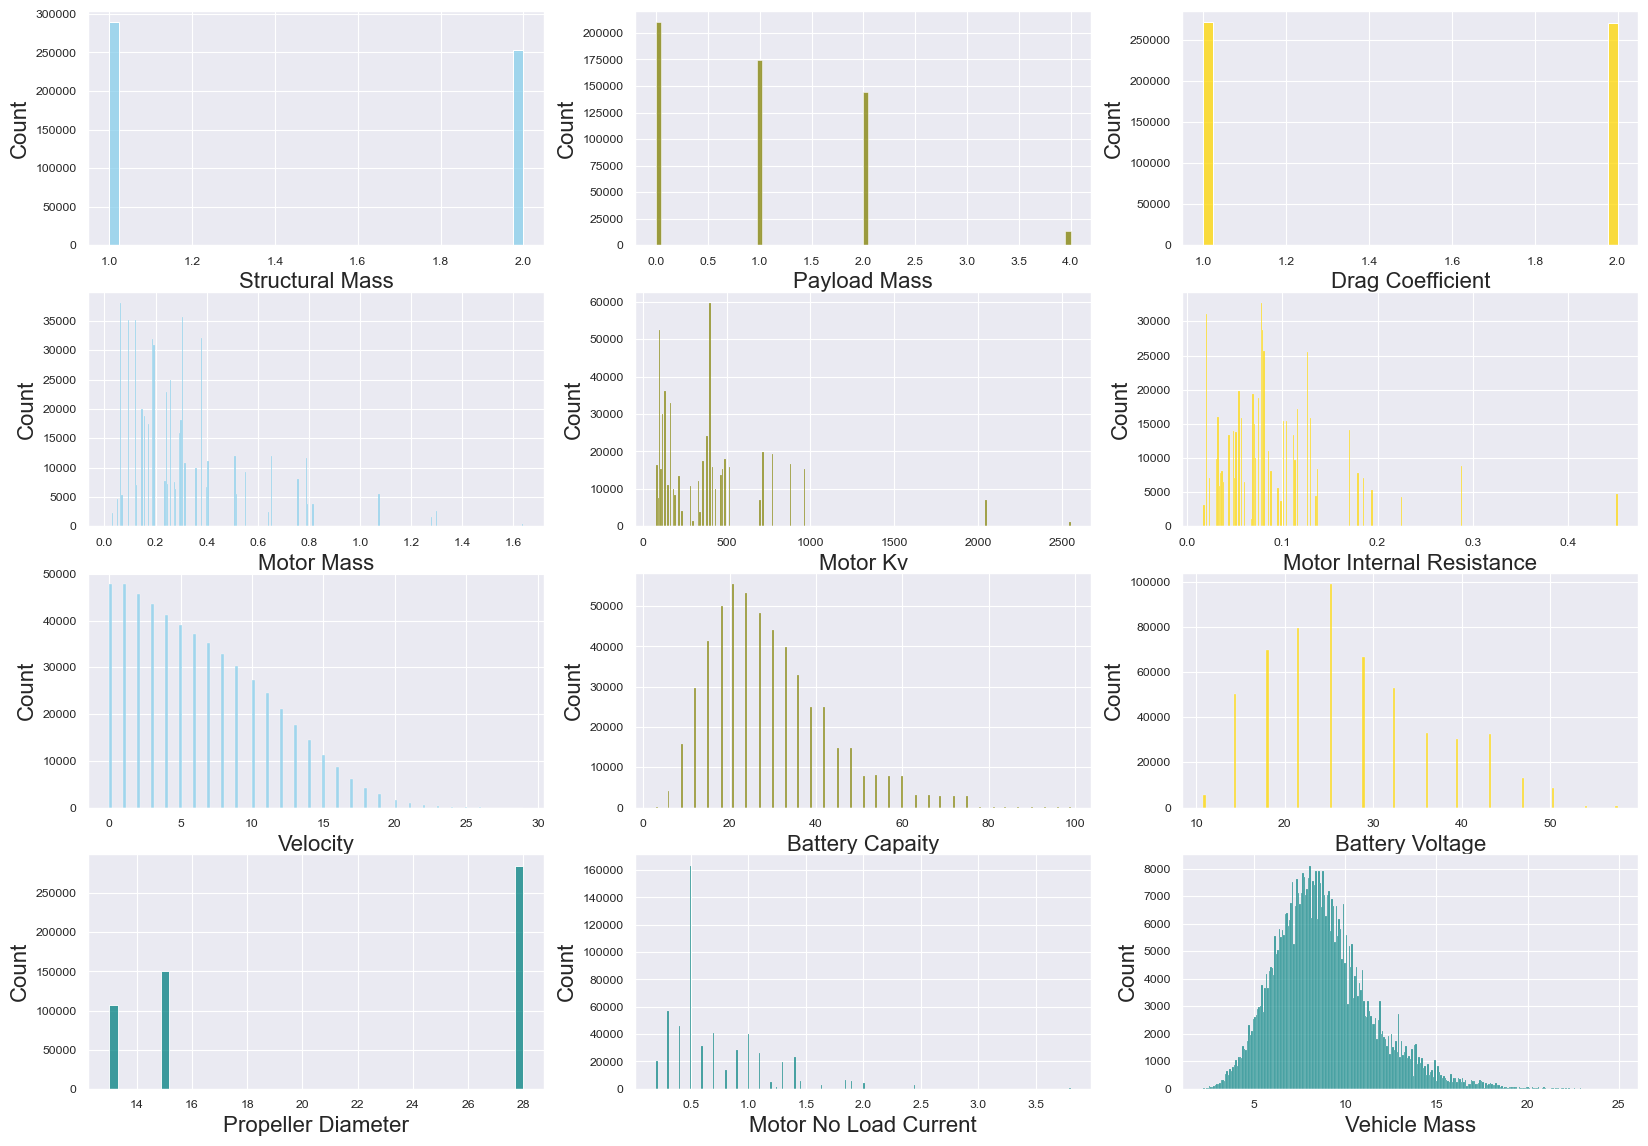 300000
250000
200000
150000
100000
50000
0
Count
1.0 1.2 1.4 1.6 1.8 2.0
Structural Mass
200000
175000
150000
125000
100000
75000
50000
25000
0
Count
0.0 0.5 1.0 1.5 2.0 2.5 3.0 3.5 4.0
Payload Mass
250000
200000
150000
100000
50000
0
Count
1.0 1.2 1.4 1.6 1.8 2.0
Drag Coefficient
35000
30000
25000
20000
15000
10000
5000
0
Count
0.0 0.2 0.4 0.6 0.8 1.0 1.2 1.4 1.6
Motor Mass
60000
50000
40000
30000
20000
10000
0
Count
0 500 1000 1500 2000 2500
Motor Kv
30000
25000
20000
15000
10000
5000
0
Count
0.0 0.1 0.2 0.3 0.4
Motor Internal Resistance
50000
40000
30000
20000
10000
0
Count
0 5 10 15 20 25 30
Velocity
50000
40000
30000
20000
10000
0
Count
0 20 40 60 80 100
Battery Capaity
100000
80000
60000
40000
20000
0
Count
10 20 30 40 50
Battery Voltage
250000
200000
150000
100000
50000
0
Count
14 16 18 20 22 24 26 28
Propeller Diameter
160000
140000
120000
100000
80000
60000
40000
20000
0
Count
0.5 1.0 1.5 2.0 2.5 3.0 3.5
Motor No Load Current
8000
7000
6000
5000
4000
3000
2000
1000
0
Count
5 10 15 20 25
Vehicle Mass